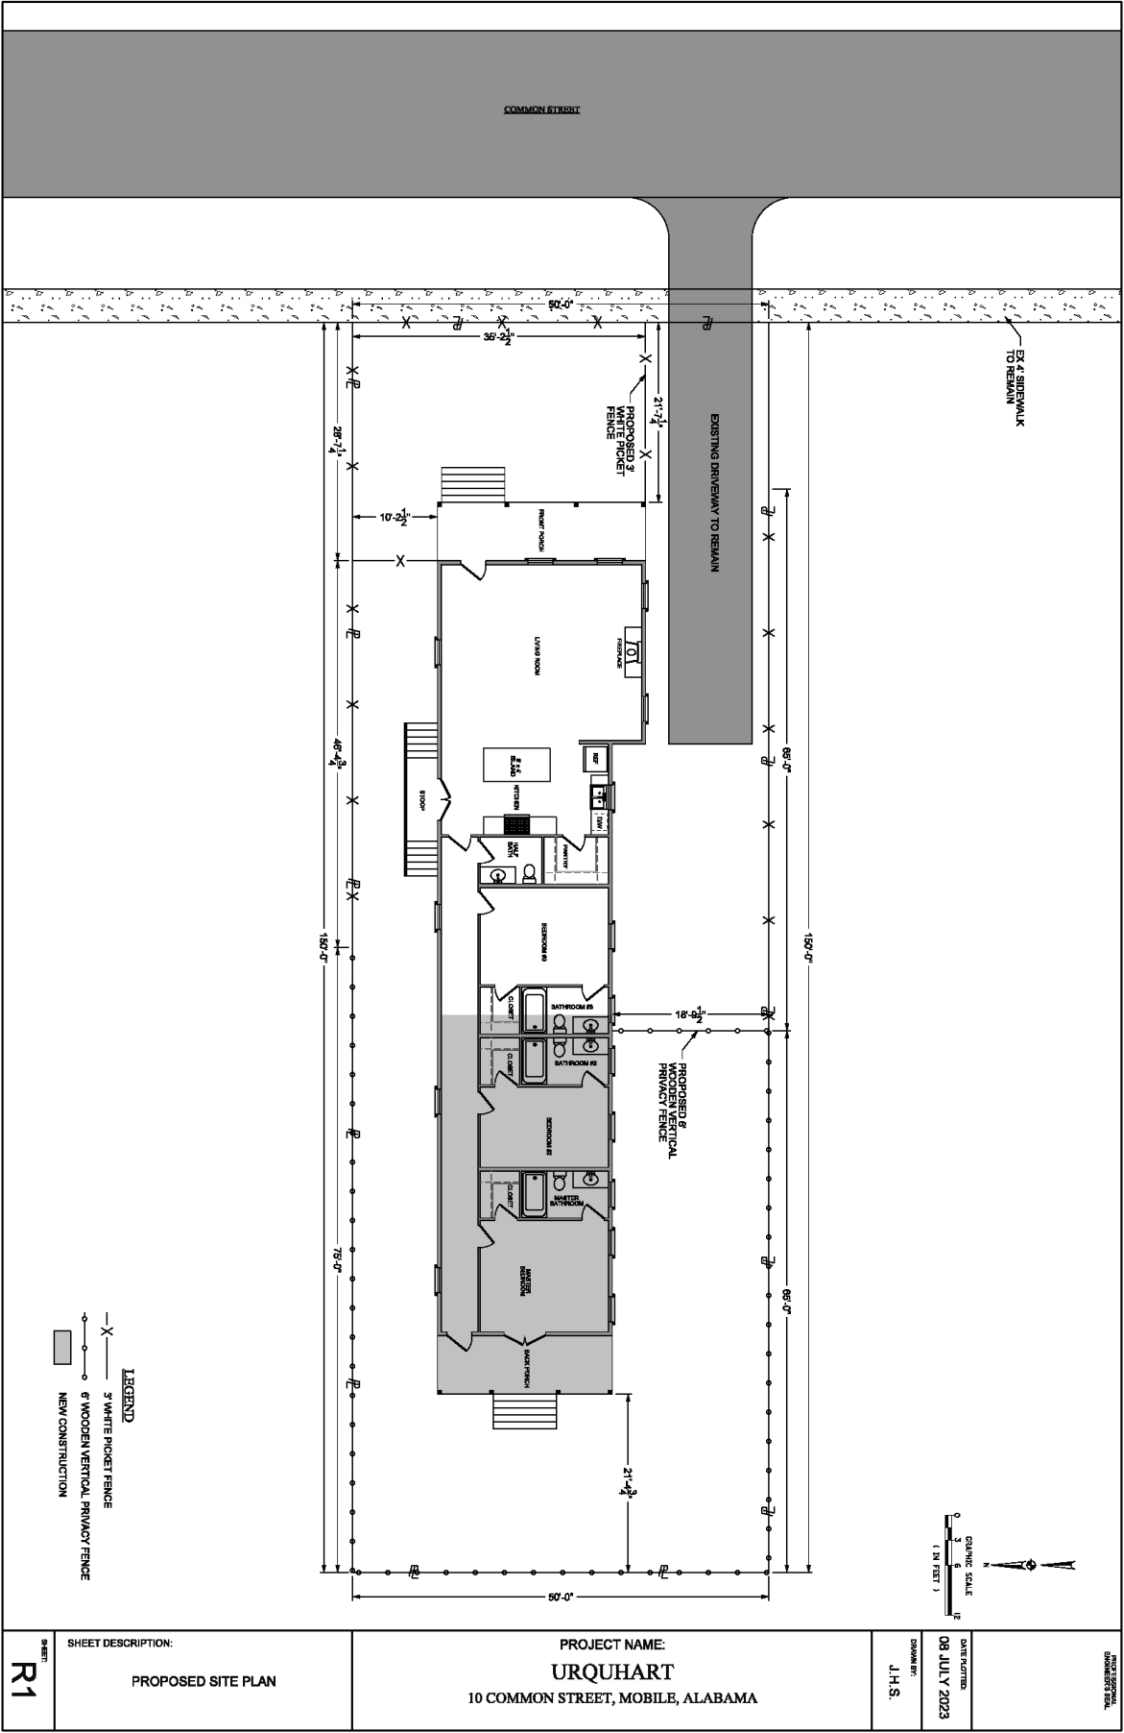 COMMON STREET
50'-0"
35'-2 1/2"
EX 4' SIDEWALK
TO REMAIN
28'-7 1/4"
21'-7 1/4"
PROPOSED 3'
WHITE PICKET
FENCE
EXISTING DRIVEWAY TO REMAIN
10'-2 1/2"
FRONT PORCH
LIVING ROOM
FIREPLACE
46'-4 3/4"
65'-0"
REF
ISLAND
KITCHEN
D/W
STOOP
HALF
BATH
PANTRY
150'-0"
150'-0"
BEDROOM #3
CLOSET
BATHROOM #3
18'-9 1/2"
PROPOSED 6'
WOODEN VERTICAL
PRIVACY FENCE
CLOSET
BATHROOM #2
BEDROOM #2
CLOSET
MASTER
BATHROOM
75'-0"
MASTER
BEDROOM
BACK PORCH
21'-4 3/4"
50'-0"
LEGEND
X 3' WHITE PICKET FENCE
6' WOODEN VERTICAL PRIVACY FENCE
NEW CONSTRUCTION
N
GRAPHIC SCALE
0 3 6 12
( IN FEET )
SHEET:
R1
SHEET DESCRIPTION:
PROPOSED SITE PLAN
PROJECT NAME:
URQUHART
10 COMMON STREET, MOBILE, ALABAMA
DRAWN BY:
J.H.S.
DATE PLOTTED:
08 JULY 2023
PROFESSIONAL
ENGINEER'S SEAL